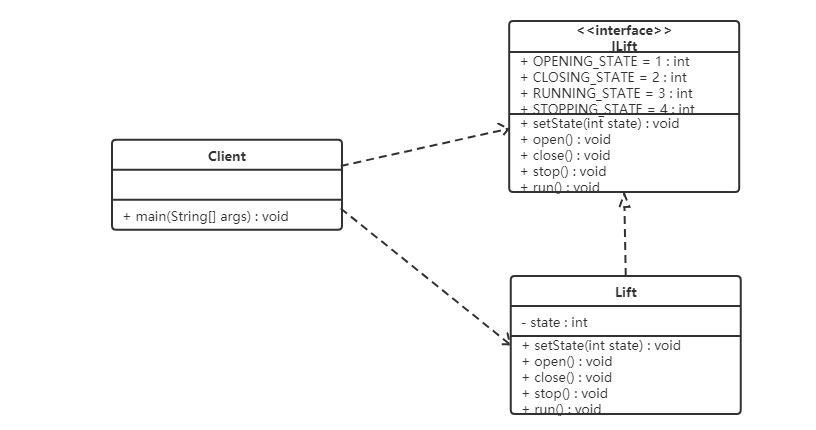 <<interface>>
ILift
+ OPENING_STATE = 1 : int
+ CLOSING_STATE = 2 : int
+ RUNNING_STATE = 3 : int
+ STOPPING_STATE = 4 : int
+ setState(int state) : void
+ open() : void
+ close() : void
+ stop() : void
+ run() : void
Client
+ main(String[] args) : void
Lift
- state : int
+ setState(int state) : void
+ open() : void
+ close() : void
+ stop() : void
+ run() : void